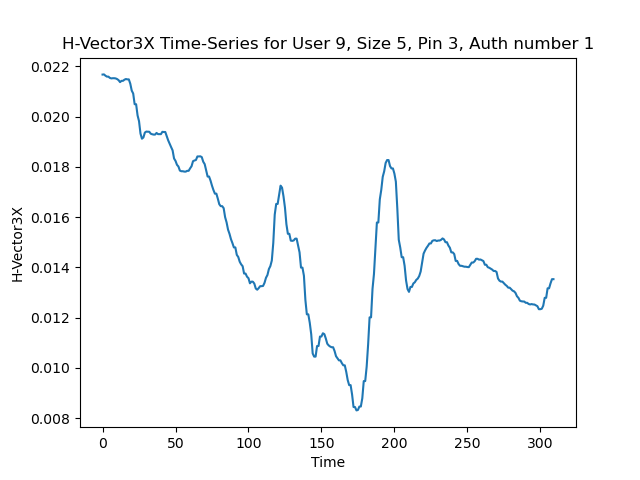 H-Vector3X Time-Series for User 9, Size 5, Pin 3, Auth number 1
0.022
0.020
0.018
0.016
0.014
0.012
0.010
0.008
H-Vector3X
0 50 100 150 200 250 300
Time